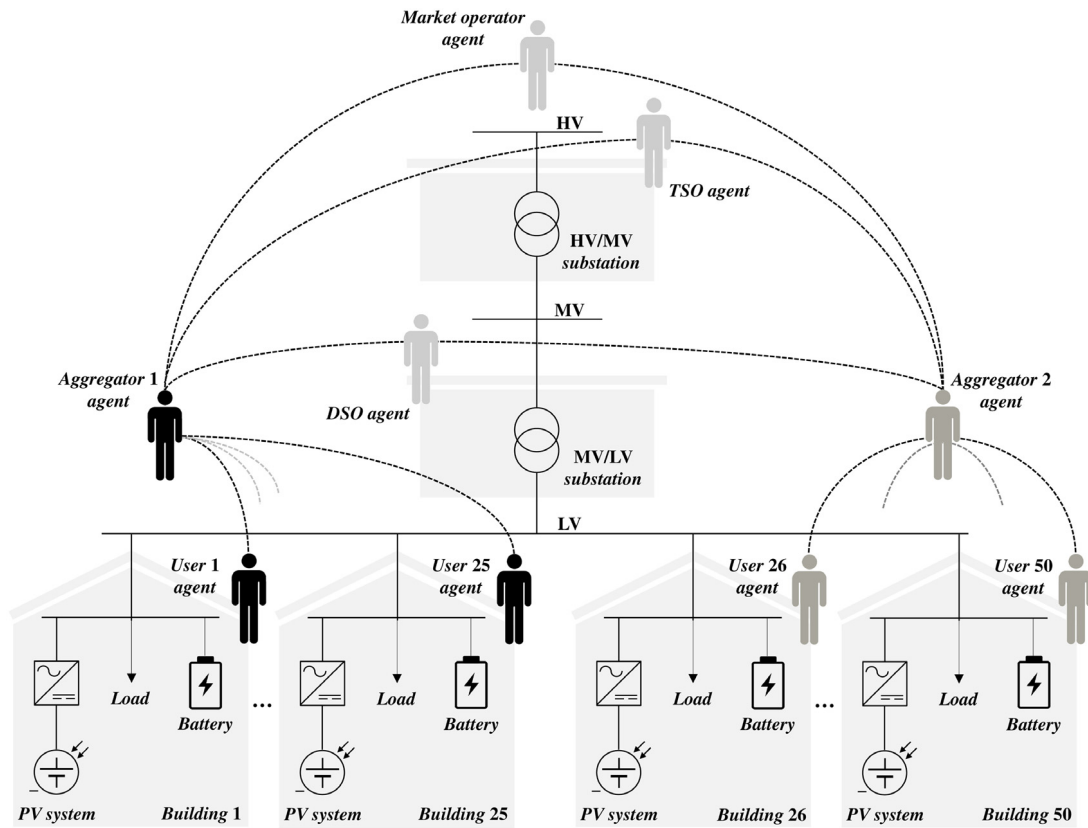 Market operator
agent
HV
TSO agent
HV/MV
substation
MV
Aggregator 1
agent
Aggregator 2
agent
DSO agent
MV/LV
substation
LV
User 1
agent
User 25
agent
User 26
agent
User 50
agent
Load
Battery
...
Load
Battery
Load
Battery
...
Load
Battery
PV system
Building 1
PV system
Building 25
PV system
Building 26
PV system
Building 50